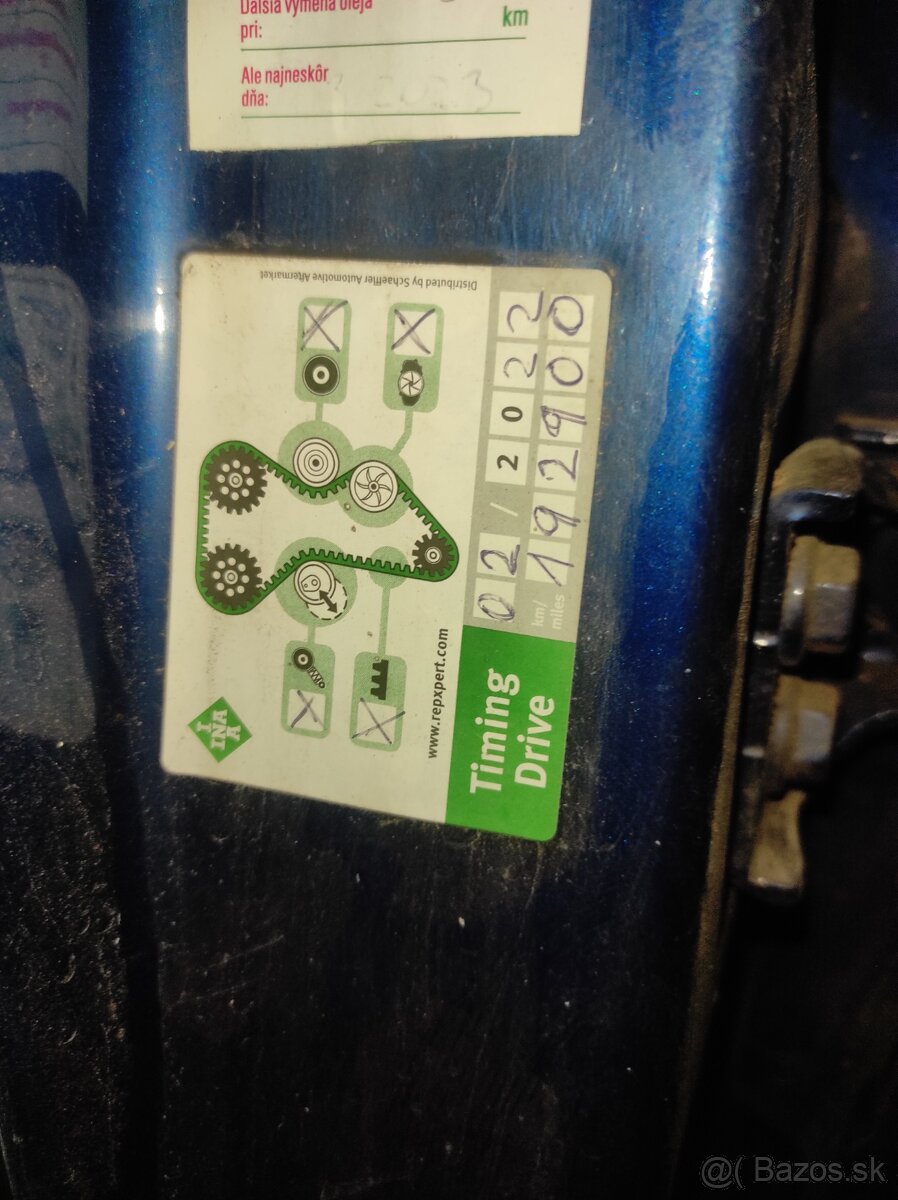 Ďalšia výmena oleja
pri:
km
Ale najneskôr
dňa:
2023
Distributed by Schaeffler Automotive Aftermarket
I
INA
A
www.repxpert.com
Timing
Drive
02 / 2022
km/
miles
192900
@( Bazos.sk